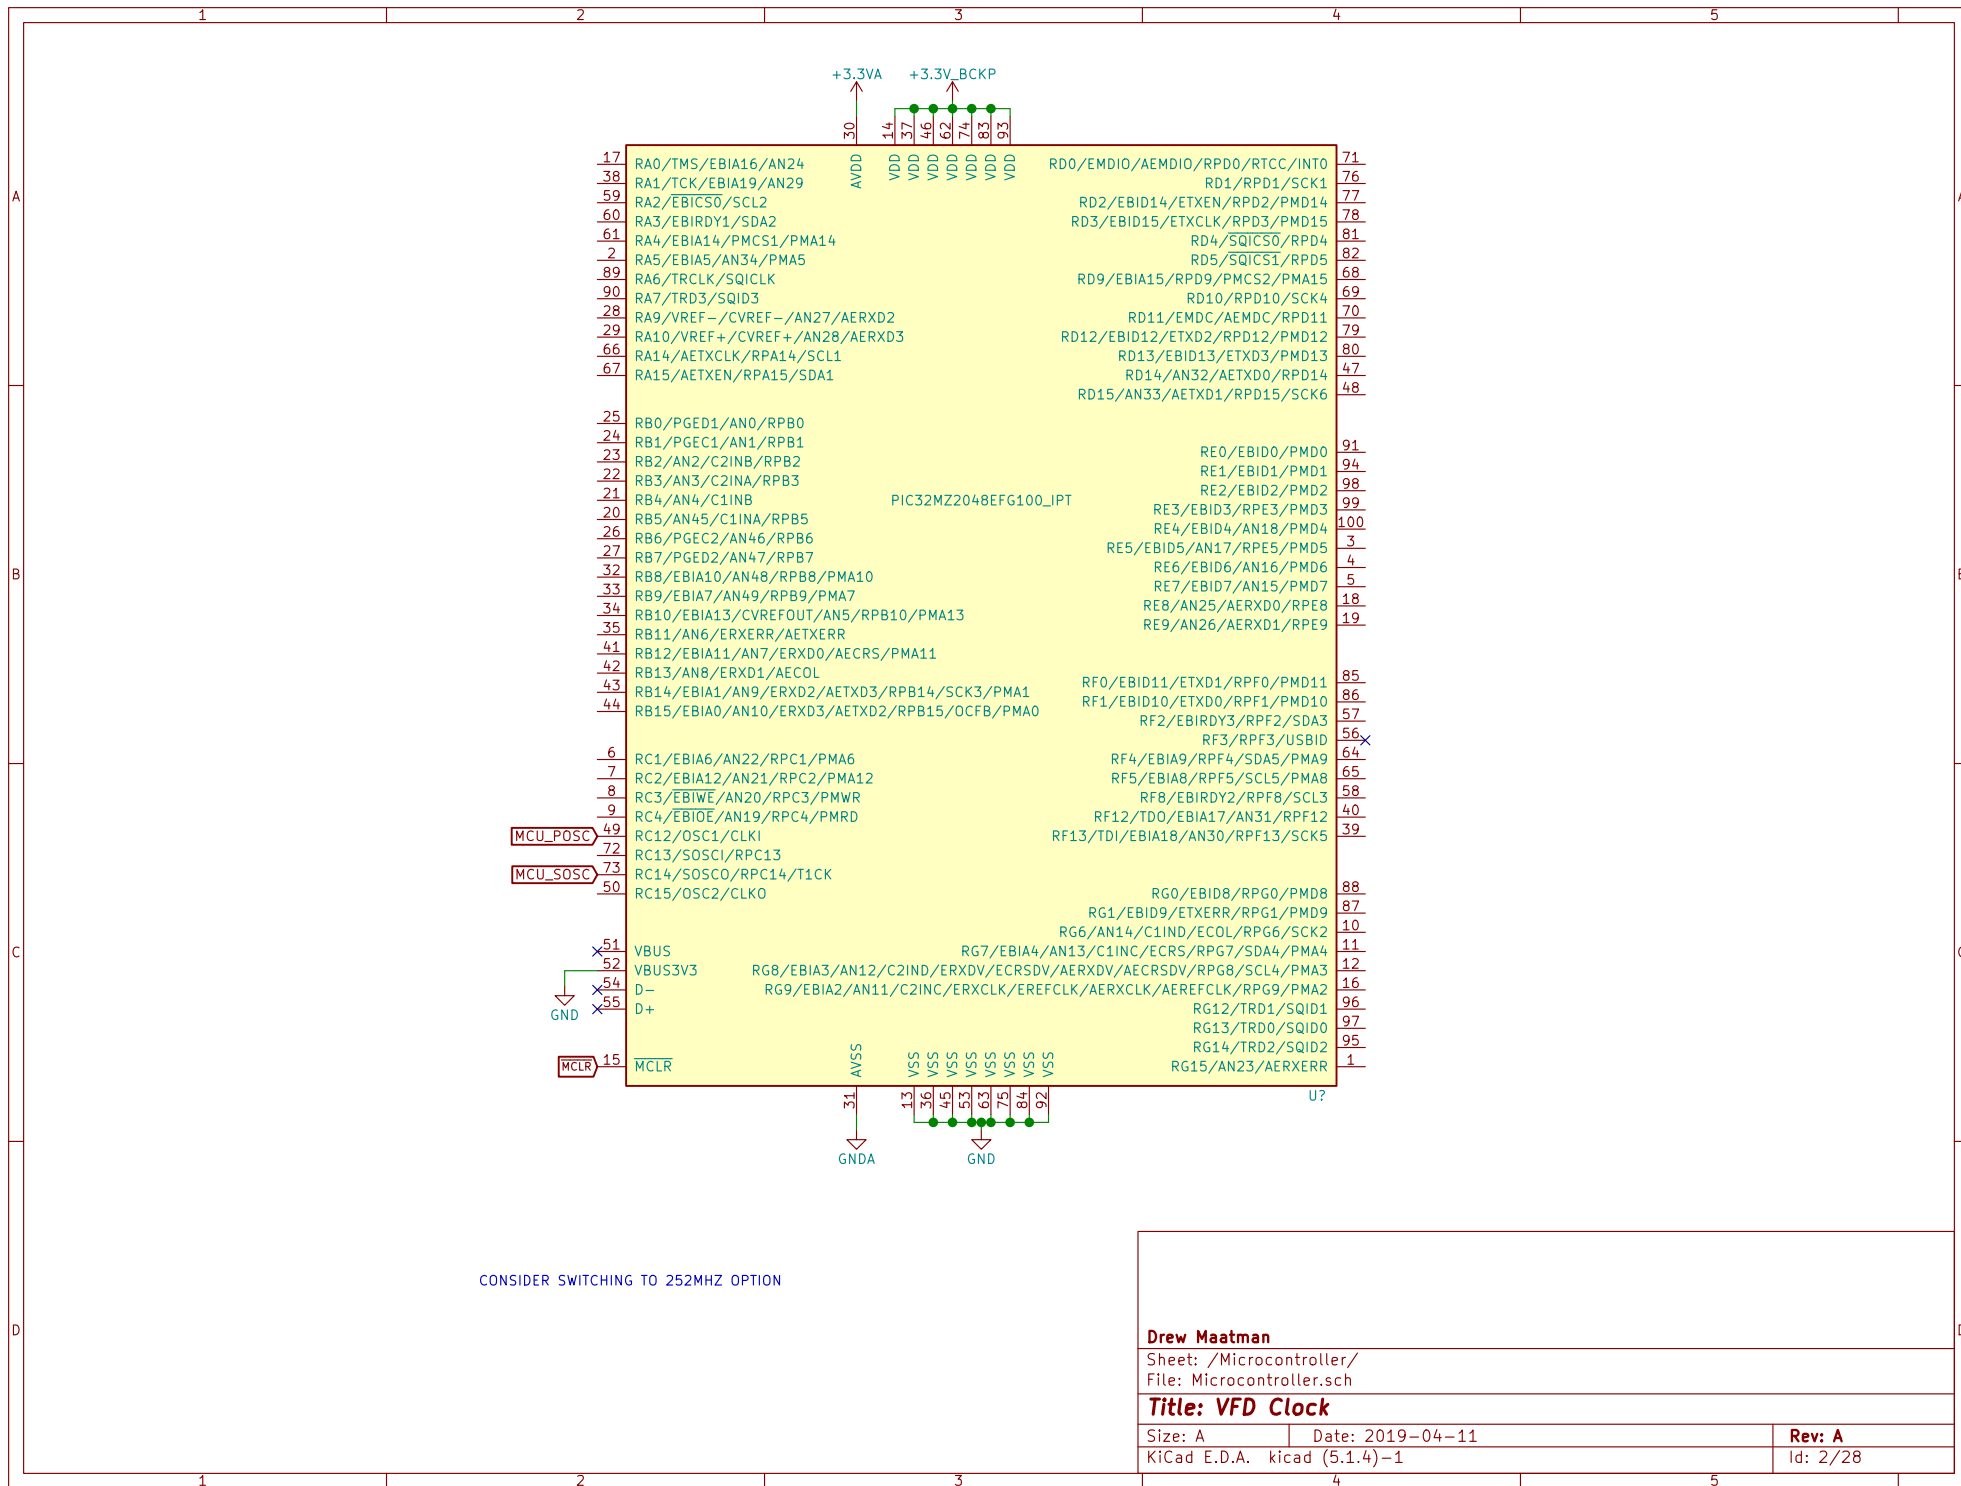 1 2 3 4 5
+3.3VA +3.3V_BCKP
30 14 37 46 62 74 83 93
AVDD VDD VDD VDD VDD VDD VDD VDD
A
17 RA0/TMS/EBIA16/AN24
38 RA1/TCK/EBIA19/AN29
59 RA2/EBICS0/SCL2
60 RA3/EBIRDY1/SDA2
61 RA4/EBIA14/PMCS1/PMA14
2 RA5/EBIA5/AN34/PMA5
89 RA6/TRCLK/SQICLK
90 RA7/TRD3/SQID3
28 RA9/VREF-/CVREF-/AN27/AERXD2
29 RA10/VREF+/CVREF+/AN28/AERXD3
66 RA14/AETXCLK/RPA14/SCL1
67 RA15/AETXEN/RPA15/SDA1
25 RB0/PGED1/AN0/RPB0
24 RB1/PGEC1/AN1/RPB1
23 RB2/AN2/C2INB/RPB2
22 RB3/AN3/C2INA/RPB3
21 RB4/AN4/C1INB
20 RB5/AN45/C1INA/RPB5
26 RB6/PGEC2/AN46/RPB6
27 RB7/PGED2/AN47/RPB7
B
32 RB8/EBIA10/AN48/RPB8/PMA10
33 RB9/EBIA7/AN49/RPB9/PMA7
34 RB10/EBIA13/CVREFOUT/AN5/RPB10/PMA13
35 RB11/AN6/ERXERR/AETXERR
41 RB12/EBIA11/AN7/ERXD0/AECRS/PMA11
42 RB13/AN8/ERXD1/AECOL
43 RB14/EBIA1/AN9/ERXD2/AETXD3/RPB14/SCK3/PMA1
44 RB15/EBIA0/AN10/ERXD3/AETXD2/RPB15/OCFB/PMA0
6 RC1/EBIA6/AN22/RPC1/PMA6
7 RC2/EBIA12/AN21/RPC2/PMA12
8 RC3/EBIWE/AN20/RPC3/PMWR
9 RC4/EBIOE/AN19/RPC4/PMRD
MCU_POSC 49 RC12/OSC1/CLKI
72 RC13/SOSCI/RPC13
MCU_SOSC 73 RC14/SOSCO/RPC14/T1CK
50 RC15/OSC2/CLKO
C
51 VBUS
52 VBUS3V3
54 D-
55 D+
GND
MCLR 15 MCLR
PIC32MZ2048EFG100_IPT
RD0/EMDIO/AEMDIO/RPD0/RTCC/INT0 71
RD1/RPD1/SCK1 76
RD2/EBID14/ETXEN/RPD2/PMD14 77
RD3/EBID15/ETXCLK/RPD3/PMD15 78
RD4/SQICS0/RPD4 81
RD5/SQICS1/RPD5 82
RD9/EBIA15/RPD9/PMCS2/PMA15 68
RD10/RPD10/SCK4 69
RD11/EMDC/AEMDC/RPD11 70
RD12/EBID12/ETXD2/RPD12/PMD12 79
RD13/EBID13/ETXD3/PMD13 80
RD14/AN32/AETXD0/RPD14 47
RD15/AN33/AETXD1/RPD15/SCK6 48
RE0/EBID0/PMD0 91
RE1/EBID1/PMD1 94
RE2/EBID2/PMD2 98
RE3/EBID3/RPE3/PMD3 99
RE4/EBID4/AN18/PMD4 100
RE5/EBID5/AN17/RPE5/PMD5 3
RE6/EBID6/AN16/PMD6 4
RE7/EBID7/AN15/PMD7 5
RE8/AN25/AERXD0/RPE8 18
RE9/AN26/AERXD1/RPE9 19
RF0/EBID11/ETXD1/RPF0/PMD11 85
RF1/EBID10/ETXD0/RPF1/PMD10 86
RF2/EBIRDY3/RPF2/SDA3 57
RF3/RPF3/USBID 56
RF4/EBIA9/RPF4/SDA5/PMA9 64
RF5/EBIA8/RPF5/SCL5/PMA8 65
RF8/EBIRDY2/RPF8/SCL3 58
RF12/TDO/EBIA17/AN31/RPF12 40
RF13/TDI/EBIA18/AN30/RPF13/SCK5 39
RG0/EBID8/RPG0/PMD8 88
RG1/EBID9/ETXERR/RPG1/PMD9 87
RG6/AN14/C1IND/ECOL/RPG6/SCK2 10
RG7/EBIA4/AN13/C1INC/ECRS/RPG7/SDA4/PMA4 11
RG8/EBIA3/AN12/C2IND/ERXDV/ECRSDV/AERXDV/AECRSDV/RPG8/SCL4/PMA3 12
RG9/EBIA2/AN11/C2INC/ERXCLK/EREFCLK/AERXCLK/AEREFCLK/RPG9/PMA2 16
RG12/TRD1/SQID1 96
RG13/TRD0/SQID0 97
RG14/TRD2/SQID2 95
RG15/AN23/AERXERR 1
AVSS VSS VSS VSS VSS VSS VSS VSS VSS
U?
31 13 36 45 53 63 75 84 92
GNDA GND
CONSIDER SWITCHING TO 252MHZ OPTION
D
Drew Maatman
Sheet: /Microcontroller/
File: Microcontroller.sch
Title: VFD Clock
Size: A Date: 2019-04-11 Rev: A
KiCad E.D.A. kicad (5.1.4)-1 Id: 2/28
1 2 3 4 5